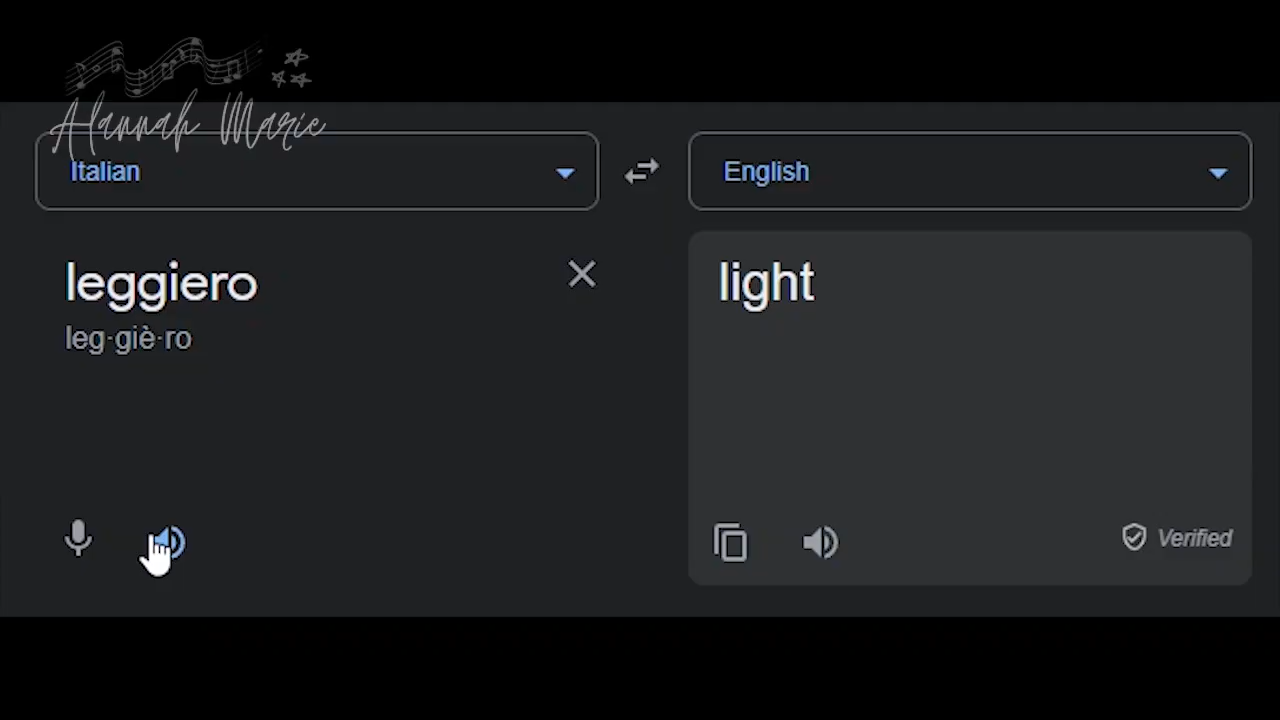 Alannah Marie
Italian
English
leggiero
leg·giè·ro
light
Verified